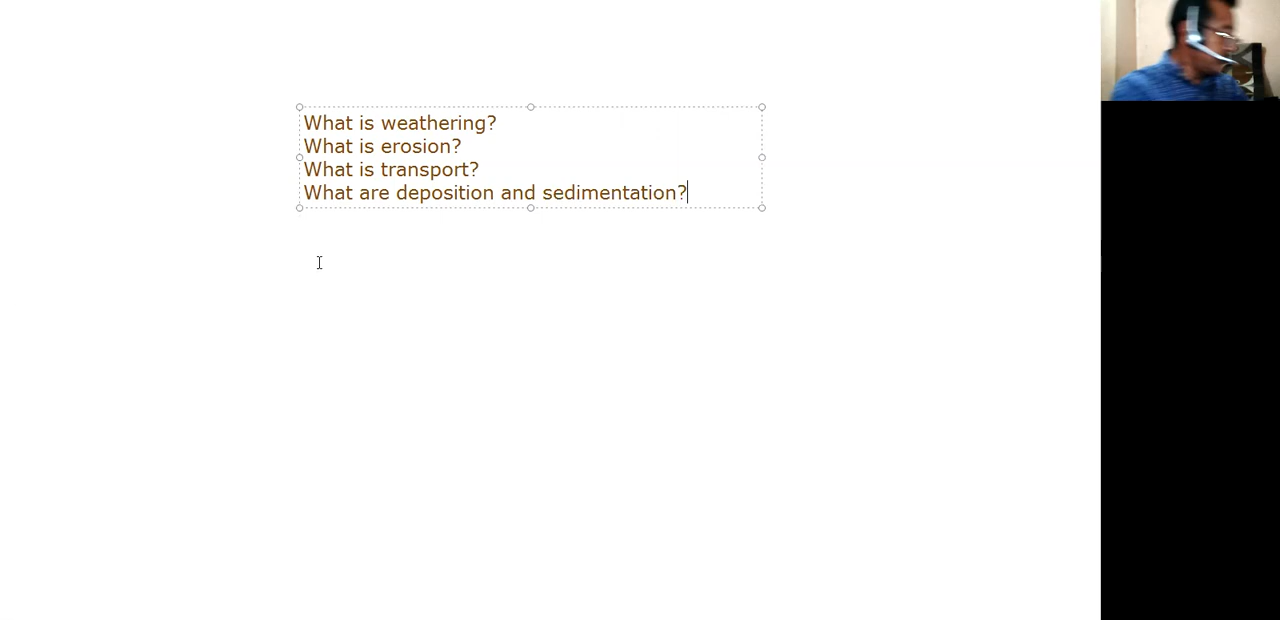 What is weathering?
What is erosion?
What is transport?
What are deposition and sedimentation?